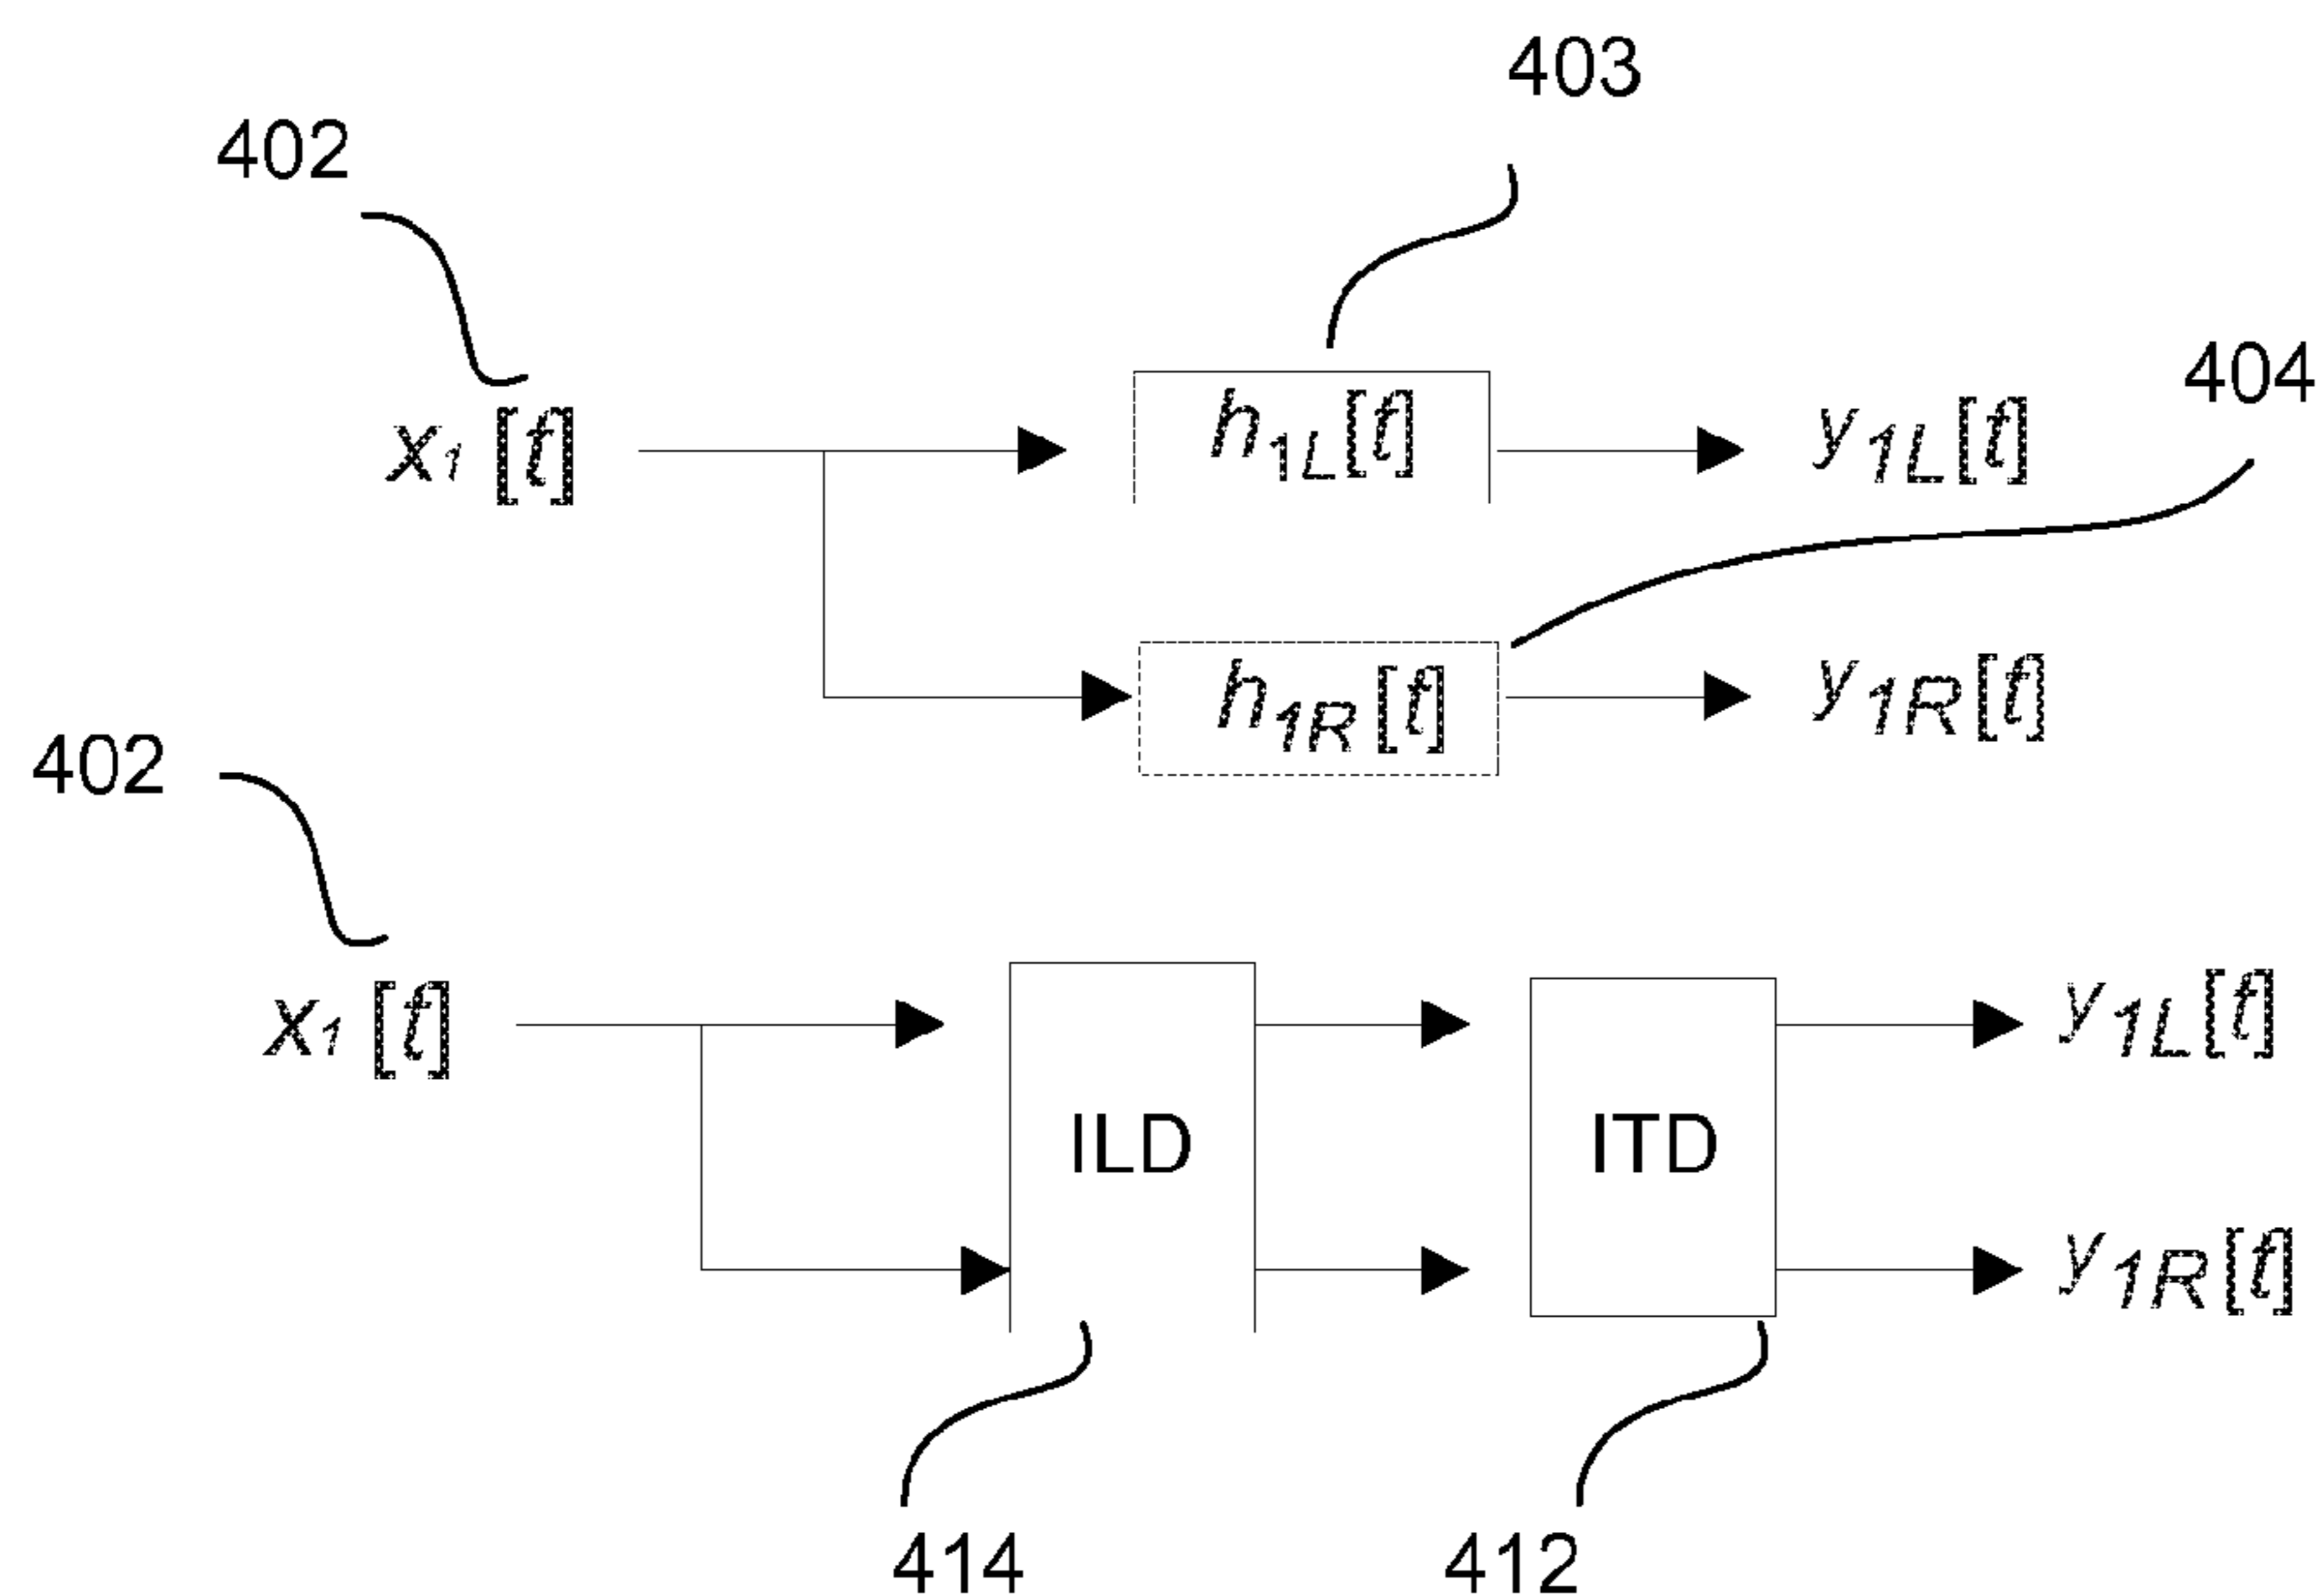 403
402
404
x₁ [t]
h₁L[t]
y₁L[t]
h₁R[t]
y₁R[t]
402
x₁ [t]
ILD
ITD
y₁L[t]
y₁R[t]
414
412